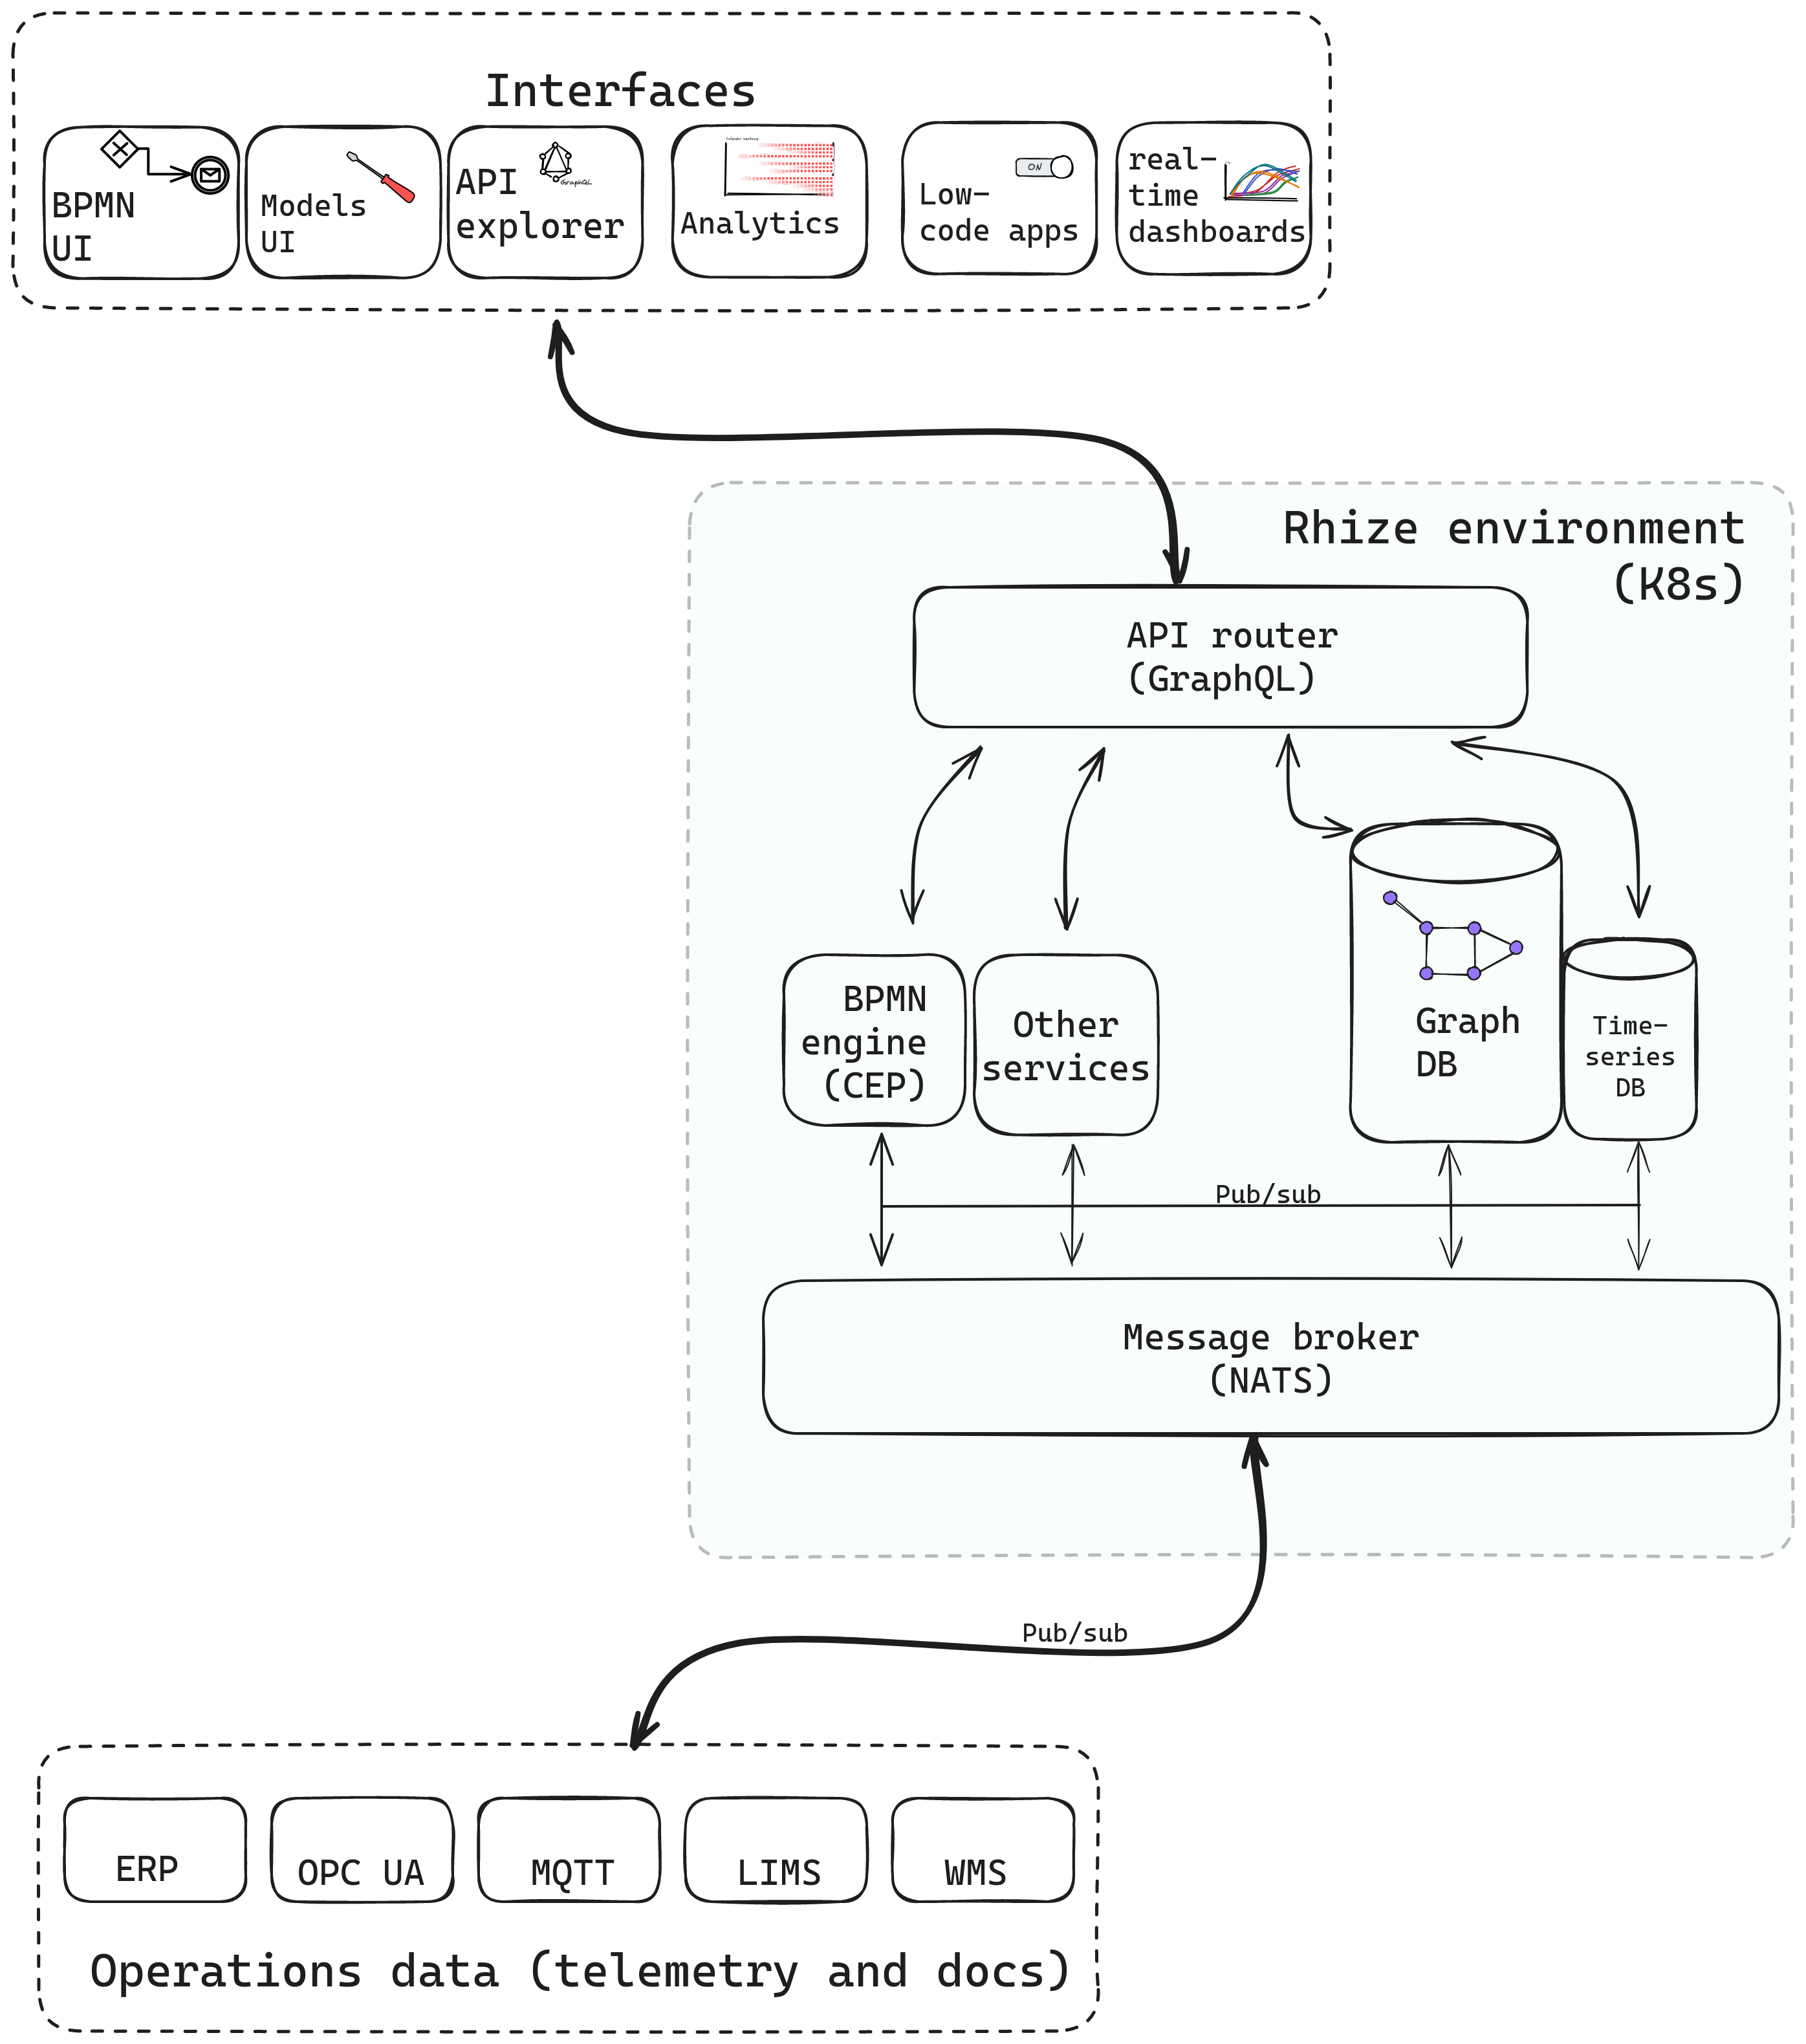 Interfaces
BPMN
UI
Models
UI
API
explorer
GraphQL
Analytics
ON
Low-
code apps
real-
time
dashboards
Rhize environment
(K8s)
API router
(GraphQL)
BPMN
engine
(CEP)
Other
services
Graph
DB
Time-
series
DB
Pub/sub
Message broker
(NATS)
Pub/sub
ERP
OPC UA
MQTT
LIMS
WMS
Operations data (telemetry and docs)